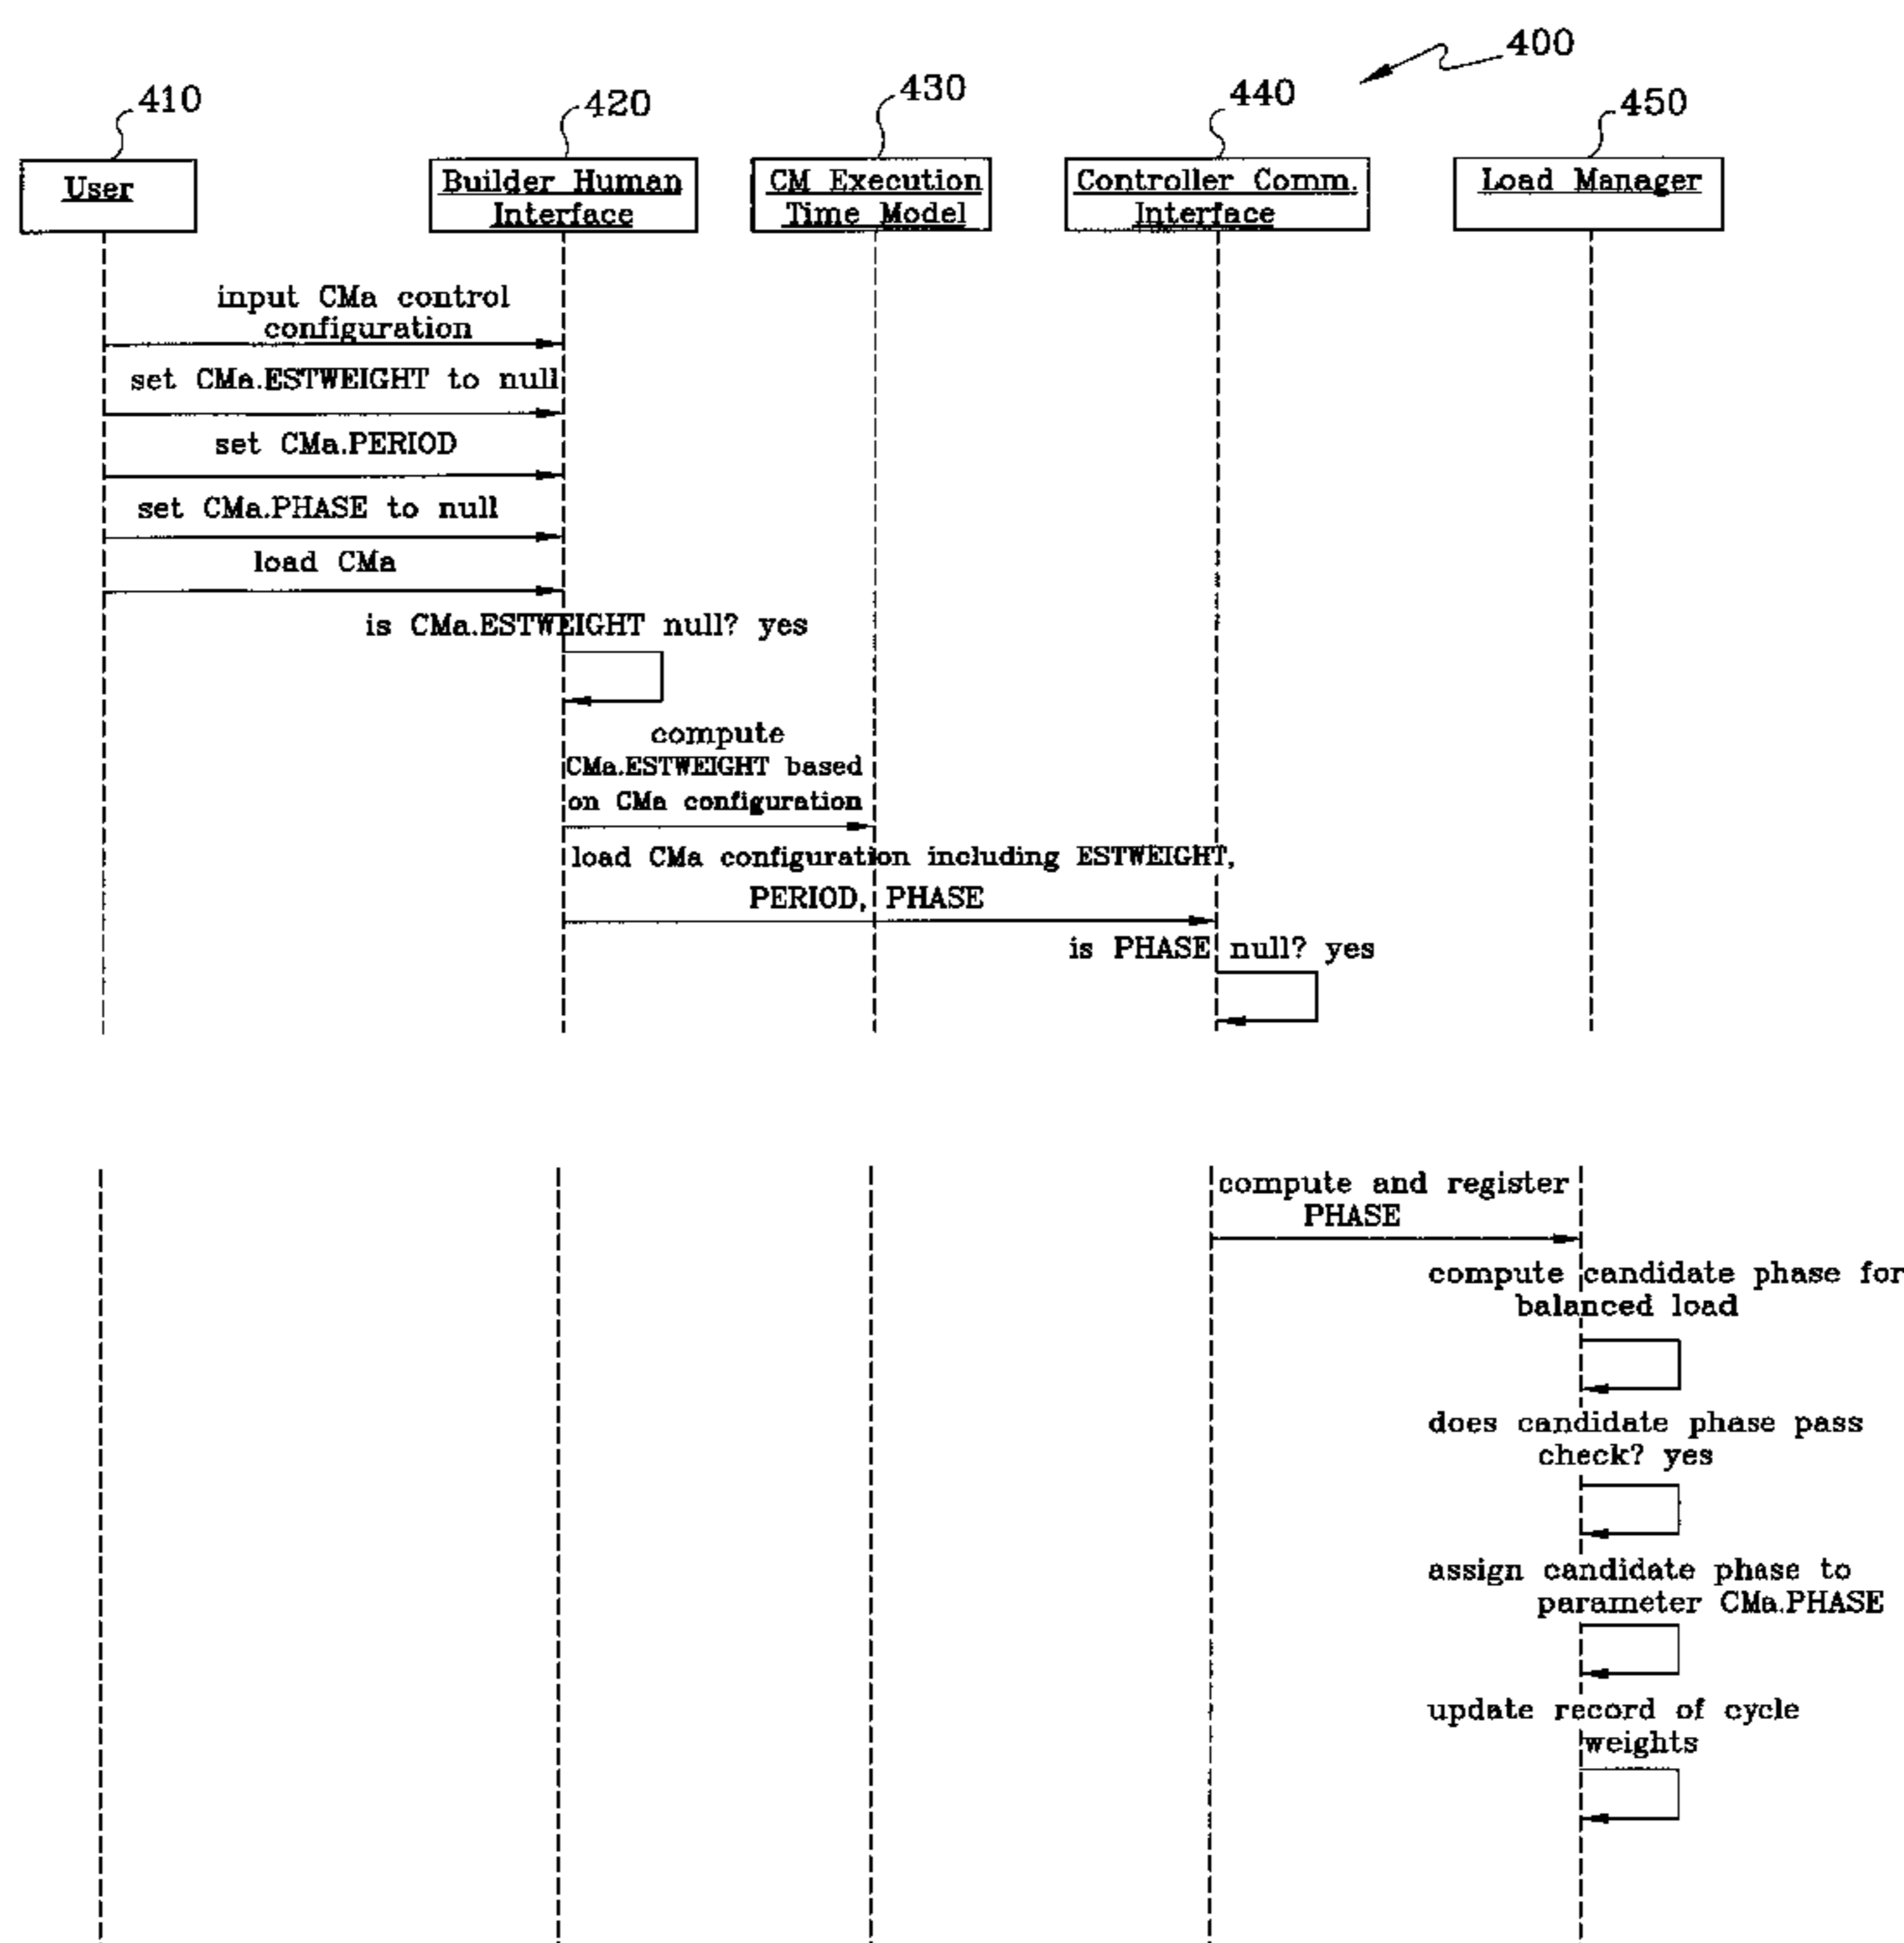 400
410
420
430
440
450
User
Builder Human
Interface
CM Execution
Time Model
Controller Comm.
Interface
Load Manager
input CMa control
configuration
set CMa.ESTWEIGHT to null
set CMa.PERIOD
set CMa.PHASE to null
load CMa
is CMa.ESTWEIGHT null? yes
compute
CMa.ESTWEIGHT based
on CMa configuration
load CMa configuration including ESTWEIGHT,
PERIOD, PHASE
is PHASE null? yes
compute and register
PHASE
compute candidate phase for
balanced load
does candidate phase pass
check? yes
assign candidate phase to
parameter CMa.PHASE
update record of cycle
weights